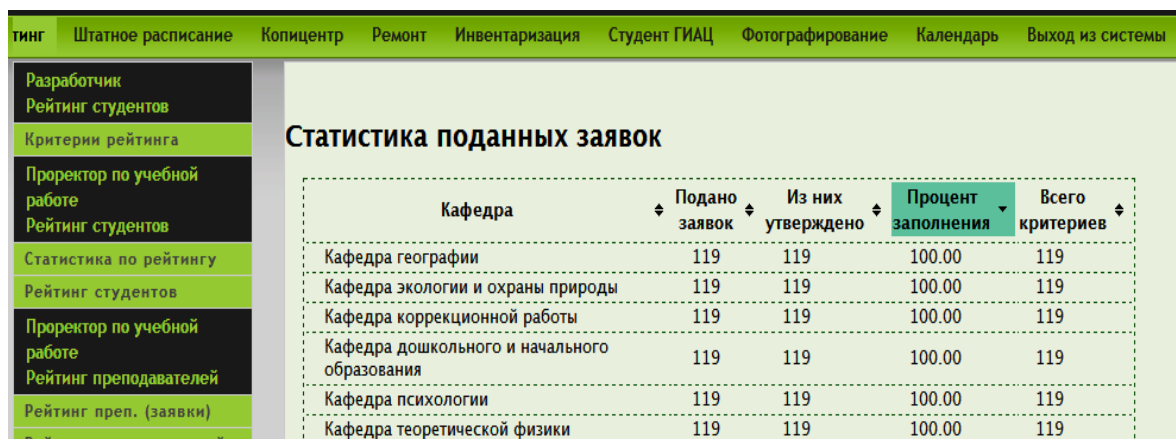 тинг Штатное расписание Копицентр Ремонт Инвентаризация Студент ГИАЦ Фотографирование Календарь Выход из системы
Разработчик
Рейтинг студентов
Критерии рейтинга
Проректор по учебной
работе
Рейтинг студентов
Статистика по рейтингу
Рейтинг студентов
Проректор по учебной
работе
Рейтинг преподавателей
Рейтинг преп. (заявки)
Статистика поданных заявок
Кафедра Подано заявок Из них утверждено Процент заполнения Всего критериев
Кафедра географии 119 119 100.00 119
Кафедра экологии и охраны природы 119 119 100.00 119
Кафедра коррекционной работы 119 119 100.00 119
Кафедра дошкольного и начального
образования 119 119 100.00 119
Кафедра психологии 119 119 100.00 119
Кафедра теоретической физики 119 119 100.00 119